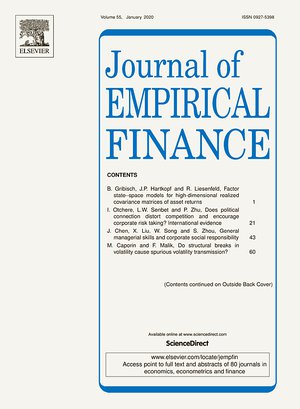 Volume 55, January 2020
ISSN 0927-5398
ELSEVIER
Journal of
EMPIRICAL
FINANCE
CONTENTS
B. Gribisch, J.P. Hartkopf and R. Liesenfeld, Factor
state–space models for high-dimensional realized
covariance matrices of asset returns 1
I. Otchere, L.W. Senbet and P. Zhu, Does political
connection distort competition and encourage
corporate risk taking? International evidence 21
J. Chen, X. Liu, W. Song and S. Zhou, General
managerial skills and corporate social responsibility 43
M. Caporin and F. Malik, Do structural breaks in
volatility cause spurious volatility transmission? 60
(Contents continued on Outside Back Cover)
Available online at www.sciencedirect.com
ScienceDirect
www.elsevier.com/locate/jempfin
Access point to full text and abstracts of 80 journals in
economics, econometrics and finance